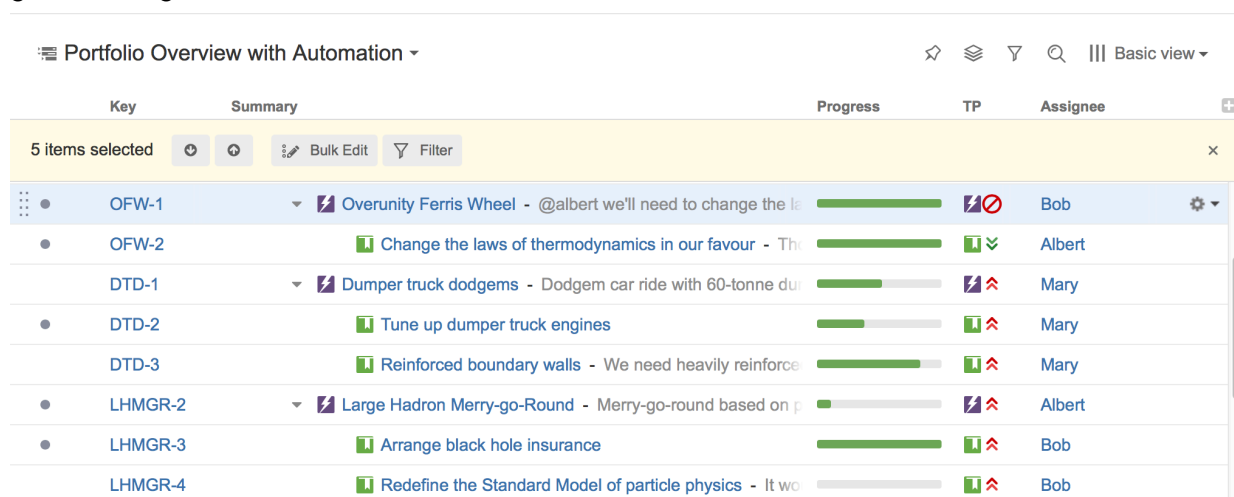 Portfolio Overview with Automation
Basic view
Key Summary Progress TP Assignee
5 items selected Bulk Edit Filter
OFW-1 Overunity Ferris Wheel - @albert we'll need to change the Bob
OFW-2 Change the laws of thermodynamics in our favour - Albert
DTD-1 Dumper truck dodgems - Dodgem car ride with 60-tonne Mary
DTD-2 Tune up dumper truck engines Mary
DTD-3 Reinforced boundary walls - We need heavily Mary
LHMGR-2 Large Hadron Merry-go-Round - Merry-go-round based on Albert
LHMGR-3 Arrange black hole insurance Bob
LHMGR-4 Redefine the Standard Model of particle physics - It Bob